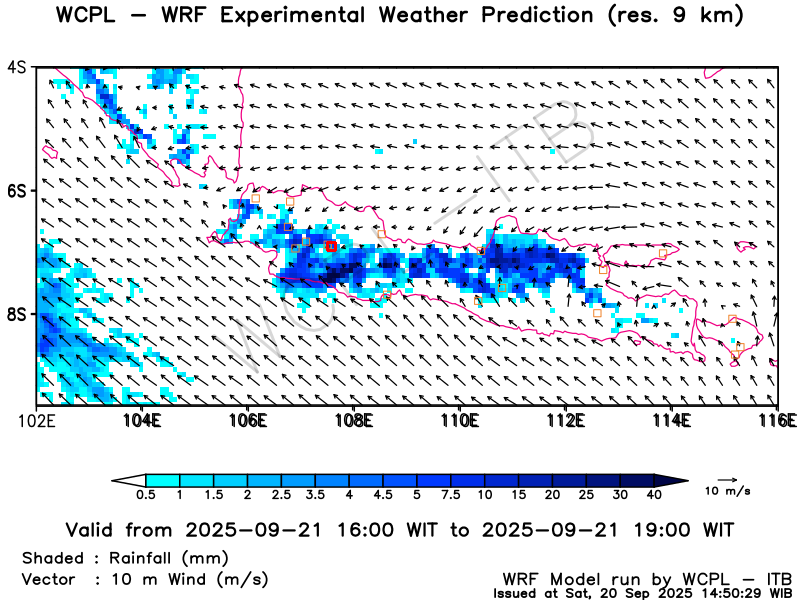 WCPL – WRF Experimental Weather Prediction (res. 9 km)
4S
6S
8S
WCPL – ITB
102E 104E 106E 108E 110E 112E 114E 116E
0.5 1 1.5 2 2.5 3.5 4 4.5 5 7.5 10 15 20 25 30 40
10 m/s
Valid from 2025–09–21 16:00 WIT to 2025–09–21 19:00 WIT
Shaded : Rainfall (mm)
Vector : 10 m Wind (m/s)
WRF Model run by WCPL – ITB
Issued at Sat, 20 Sep 2025 14:50:29 WIB